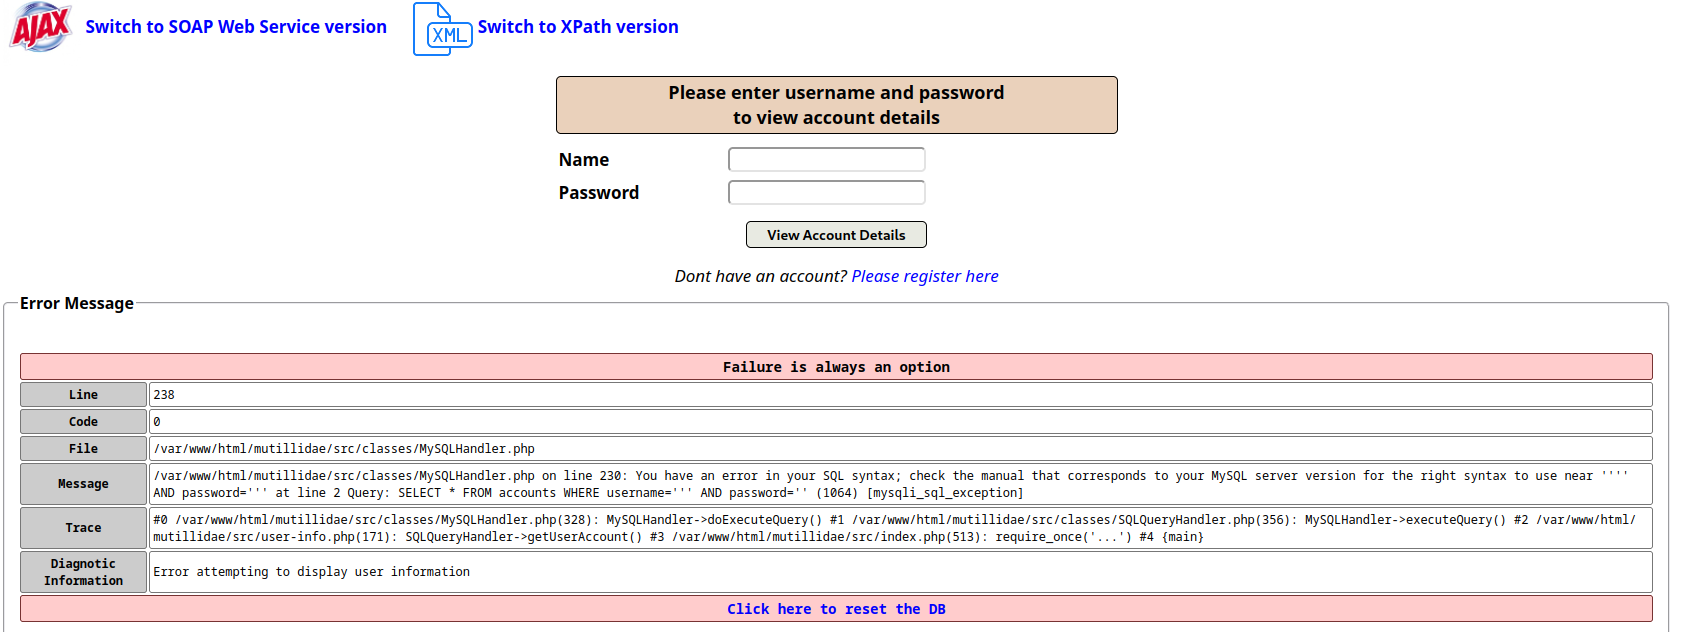 AJAX Switch to SOAP Web Service version XML Switch to XPath version
Please enter username and password
to view account details
Name
Password
View Account Details
Dont have an account? Please register here
Error Message
Failure is always an option
Line 238
Code 0
File /var/www/html/mutillidae/src/classes/MySQLHandler.php
Message /var/www/html/mutillidae/src/classes/MySQLHandler.php on line 230: You have an error in your SQL syntax; check the manual that corresponds to your MySQL server version for the right syntax to use near ''''
AND password=''' at line 2 Query: SELECT * FROM accounts WHERE username=''' AND password='' (1064) [mysqli_sql_exception]
Trace #0 /var/www/html/mutillidae/src/classes/MySQLHandler.php(328): MySQLHandler->doExecuteQuery() #1 /var/www/html/mutillidae/src/classes/SQLQueryHandler.php(356): MySQLHandler->executeQuery() #2 /var/www/html/
mutillidae/src/user-info.php(171): SQLQueryHandler->getUserAccount() #3 /var/www/html/mutillidae/src/index.php(513): require_once('...') #4 {main}
Diagnostic
Information
Error attempting to display user information
Click here to reset the DB